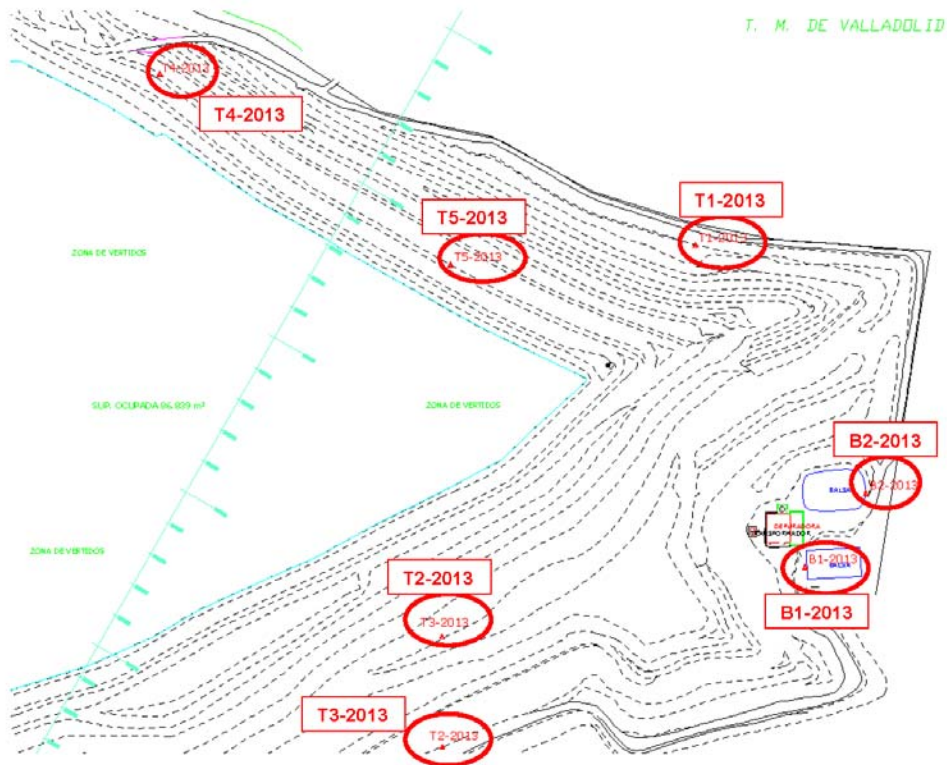 T. M. DE VALLADOLID
T4-2013
T4-2013
T1-2013
T5-2013
T1-2013
ZONA DE VERTIDOS
T5-2013
SUP. OCUPADA 86.839 m²
ZONA DE VERTIDOS
B2-2013
BALSA
B2-2013
DEPURADORA
ZONA DE VERTIDOS
B1-2013
BALSA
T2-2013
B1-2013
T3-2013
T3-2013
T2-2013